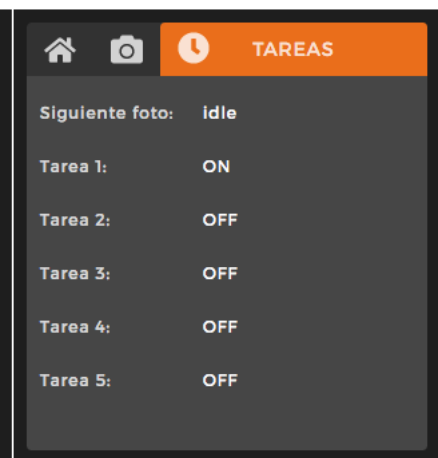 TAREAS
Siguiente foto: idle
Tarea 1: ON
Tarea 2: OFF
Tarea 3: OFF
Tarea 4: OFF
Tarea 5: OFF